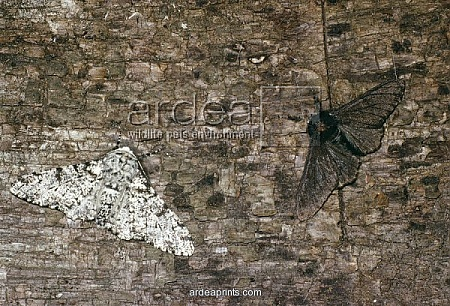 ardea
wildlife pets environment
ardeaprints.com